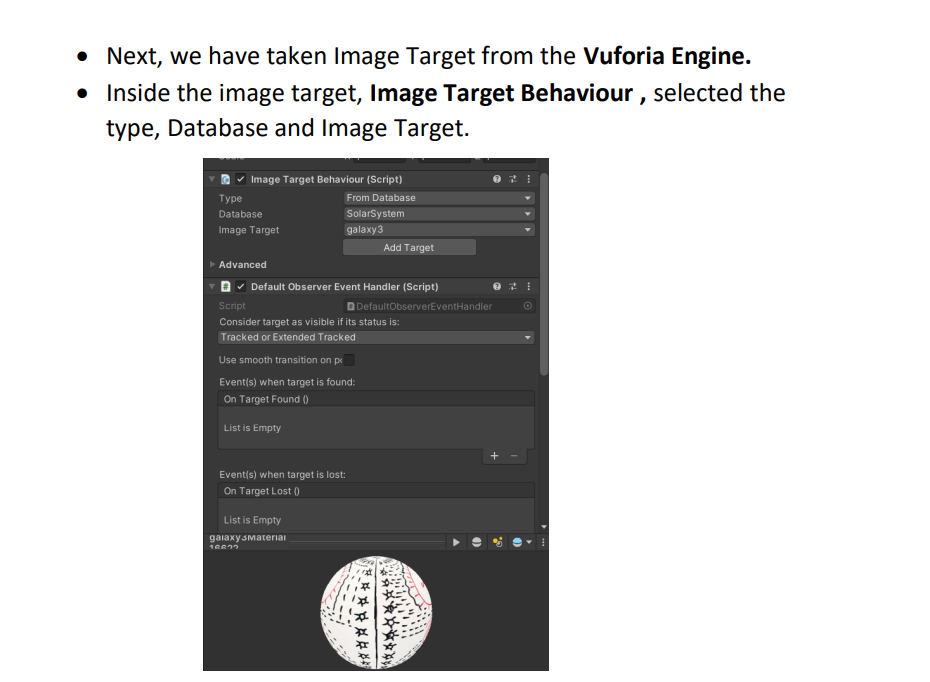 • Next, we have taken Image Target from the Vuforia Engine.
• Inside the image target, Image Target Behaviour , selected the
type, Database and Image Target.
Image Target Behaviour (Script)
Type From Database
Database SolarSystem
Image Target galaxy3
Add Target
Advanced
# Default Observer Event Handler (Script)
Script DefaultObserverEventHandler
Consider target as visible if its status is:
Tracked or Extended Tracked
Use smooth transition on
Event(s) when target is found:
On Target Found ()
List is Empty
+ −
Event(s) when target is lost:
On Target Lost ()
List is Empty
galaxy3Material